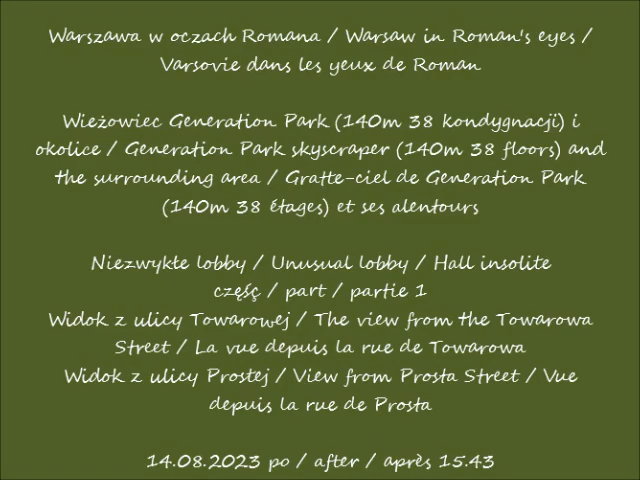 Warszawa w oczach Romana / Warsaw in Roman's eyes /
Varsovie dans les yeux de Roman
Wieżowiec Generation Park (140m 38 kondygnacji) i
okolice / Generation Park skyscraper (140m 38 floors) and
the surrounding area / Gratte-ciel de Generation Park
(140m 38 étages) et ses alentours
Niezwykłe lobby / Unusual lobby / Hall insolite
częśç / part / partie 1
Widok z ulicy Towarowej / The view from the Towarowa
Street / La vue depuis la rue de Towarowa
Widok z ulicy Prostej / View from Prosta Street / Vue
depuis la rue de Prosta
14.08.2023 po / after / après 15.43